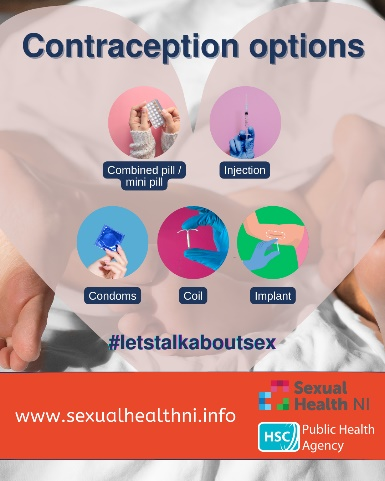 Contraception options
Combined pill /
mini pill
Injection
Condoms
Coil
Implant
#letstalkaboutsex
www.sexualhealthni.info
Sexual
Health NI
HSC
Public Health
Agency